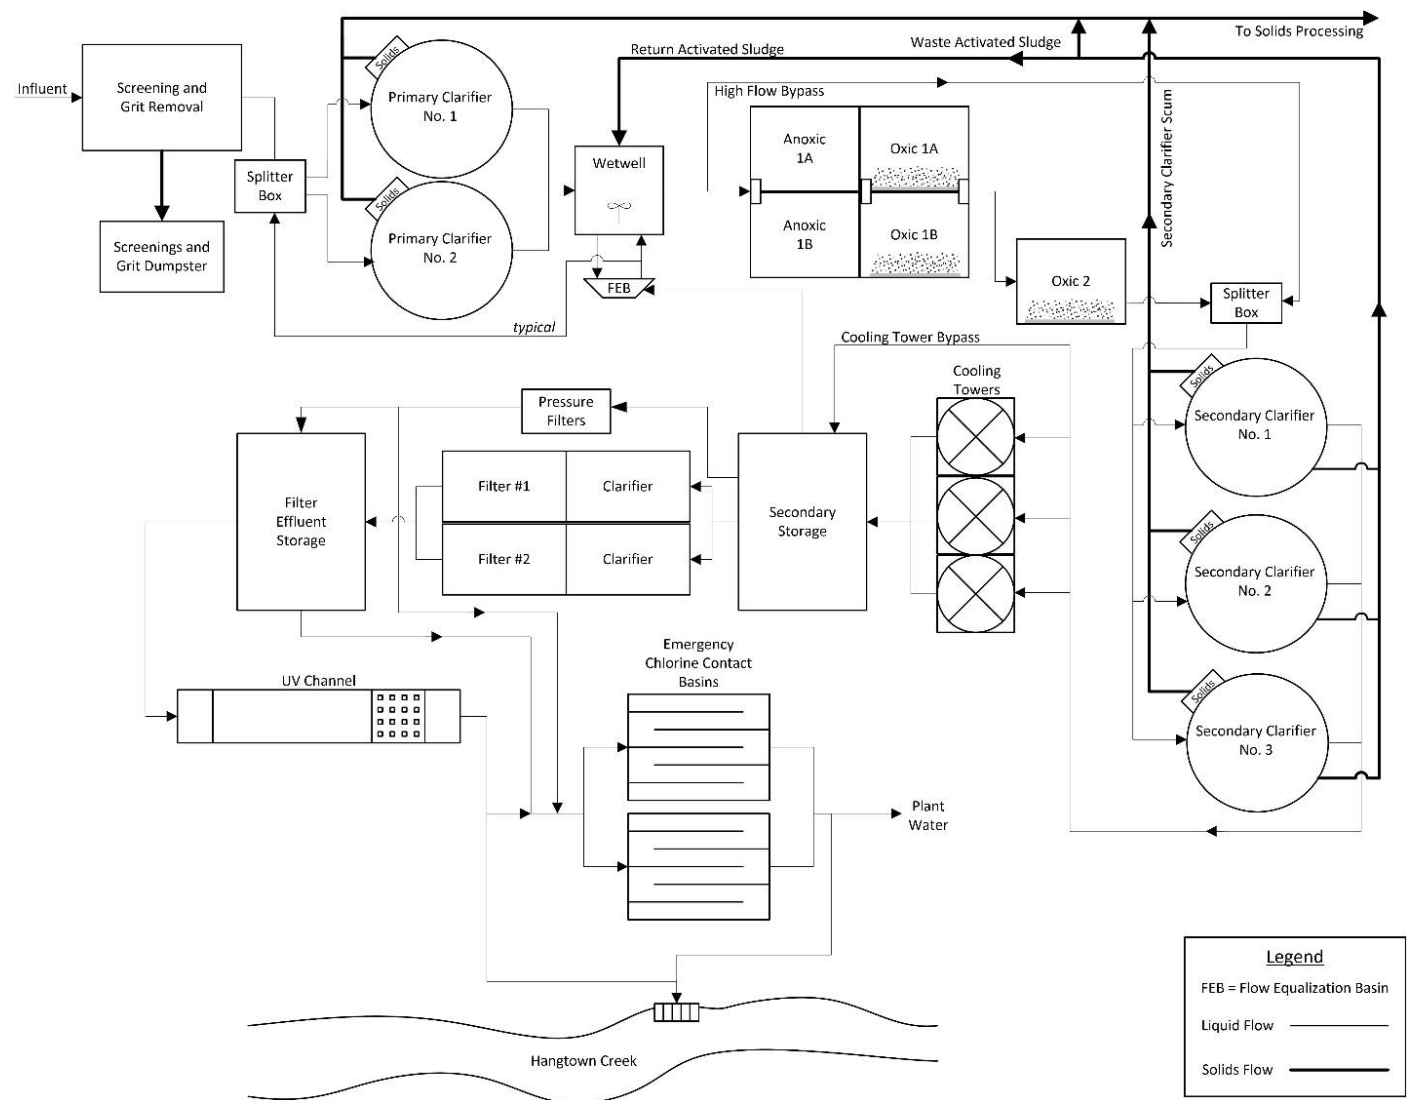 To Solids Processing
Waste Activated Sludge
Return Activated Sludge
Influent
Screening and
Grit Removal
Solids
Primary Clarifier
No. 1
High Flow Bypass
Anoxic
1A
Oxic 1A
Secondary Clarifier Scum
Splitter
Box
Wetwell
Solids
Primary Clarifier
No. 2
Anoxic
1B
Oxic 1B
Screenings and
Grit Dumpster
FEB
Oxic 2
Splitter
Box
typical
Cooling Tower Bypass
Cooling
Towers
Solids
Secondary Clarifier
No. 1
Pressure
Filters
Filter
Effluent
Storage
Filter #1
Clarifier
Filter #2
Clarifier
Secondary
Storage
Solids
Secondary Clarifier
No. 2
Emergency
Chlorine Contact
Basins
UV Channel
Solids
Secondary Clarifier
No. 3
Plant
Water
Legend
FEB = Flow Equalization Basin
Liquid Flow
Solids Flow
Hangtown Creek